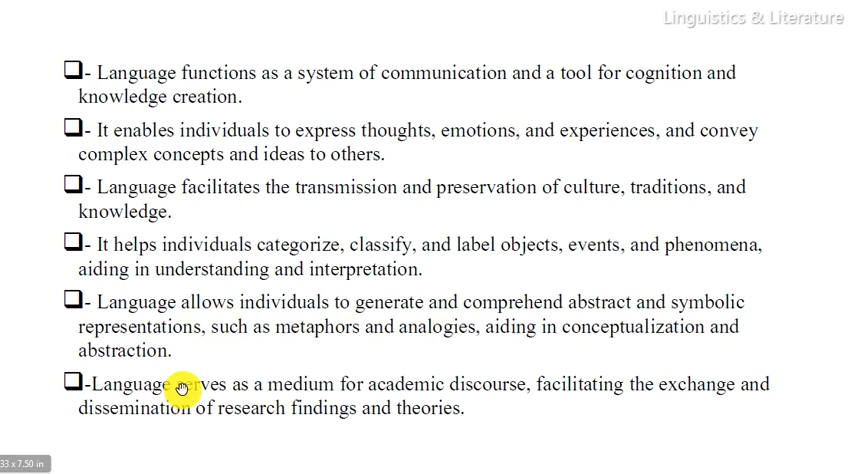 Linguistics & Literature
- Language functions as a system of communication and a tool for cognition and
knowledge creation.
- It enables individuals to express thoughts, emotions, and experiences, and convey
complex concepts and ideas to others.
- Language facilitates the transmission and preservation of culture, traditions, and
knowledge.
- It helps individuals categorize, classify, and label objects, events, and phenomena,
aiding in understanding and interpretation.
- Language allows individuals to generate and comprehend abstract and symbolic
representations, such as metaphors and analogies, aiding in conceptualization and
abstraction.
-Language serves as a medium for academic discourse, facilitating the exchange and
dissemination of research findings and theories.
33 x 7.50 in